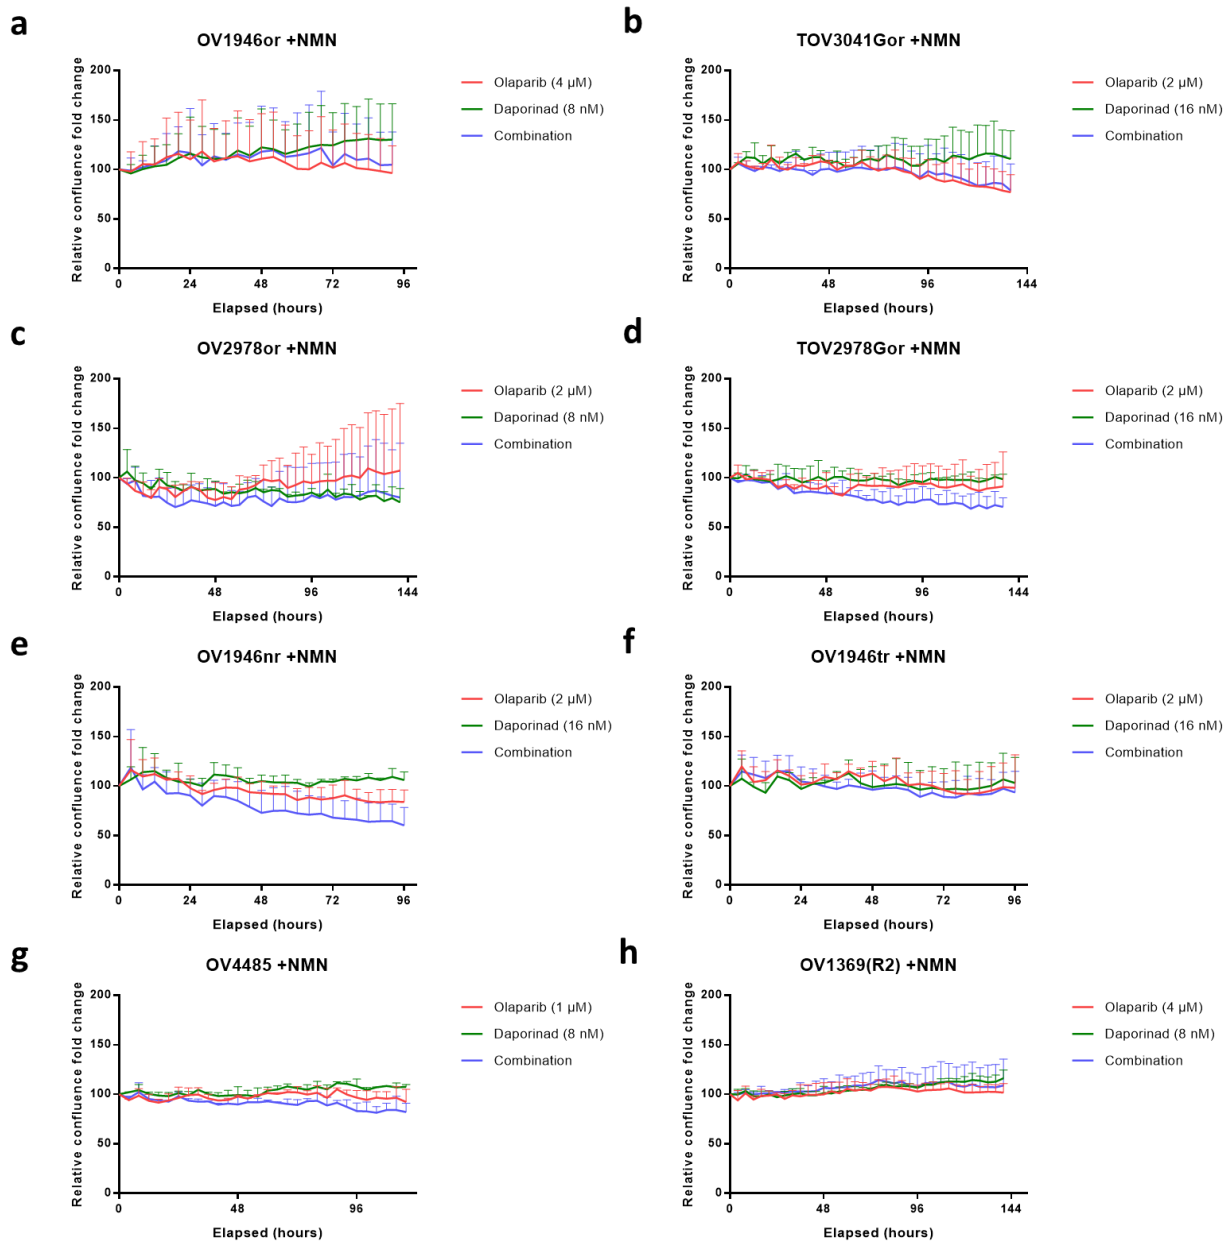 a
OV1946or +NMN
Relative confluence fold change
200
150
100
50
0
0 24 48 72 96
Elapsed (hours)
Olaparib (4 μM)
Daporinad (8 nM)
Combination
b
TOV3041Gor +NMN
Relative confluence fold change
200
150
100
50
0
0 48 96 144
Elapsed (hours)
Olaparib (2 μM)
Daporinad (16 nM)
Combination
c
OV2978or +NMN
Relative confluence fold change
200
150
100
50
0
0 48 96 144
Elapsed (hours)
Olaparib (2 μM)
Daporinad (8 nM)
Combination
d
TOV2978Gor +NMN
Relative confluence fold change
200
150
100
50
0
0 48 96 144
Elapsed (hours)
Olaparib (2 μM)
Daporinad (16 nM)
Combination
e
OV1946nr +NMN
Relative confluence fold change
200
150
100
50
0
0 24 48 72 96
Elapsed (hours)
Olaparib (2 μM)
Daporinad (16 nM)
Combination
f
OV1946tr +NMN
Relative confluence fold change
200
150
100
50
0
0 24 48 72 96
Elapsed (hours)
Olaparib (2 μM)
Daporinad (16 nM)
Combination
g
OV4485 +NMN
Relative confluence fold change
200
150
100
50
0
0 48 96
Elapsed (hours)
Olaparib (1 μM)
Daporinad (8 nM)
Combination
h
OV1369(R2) +NMN
Relative confluence fold change
200
150
100
50
0
0 48 96 144
Elapsed (hours)
Olaparib (4 μM)
Daporinad (8 nM)
Combination